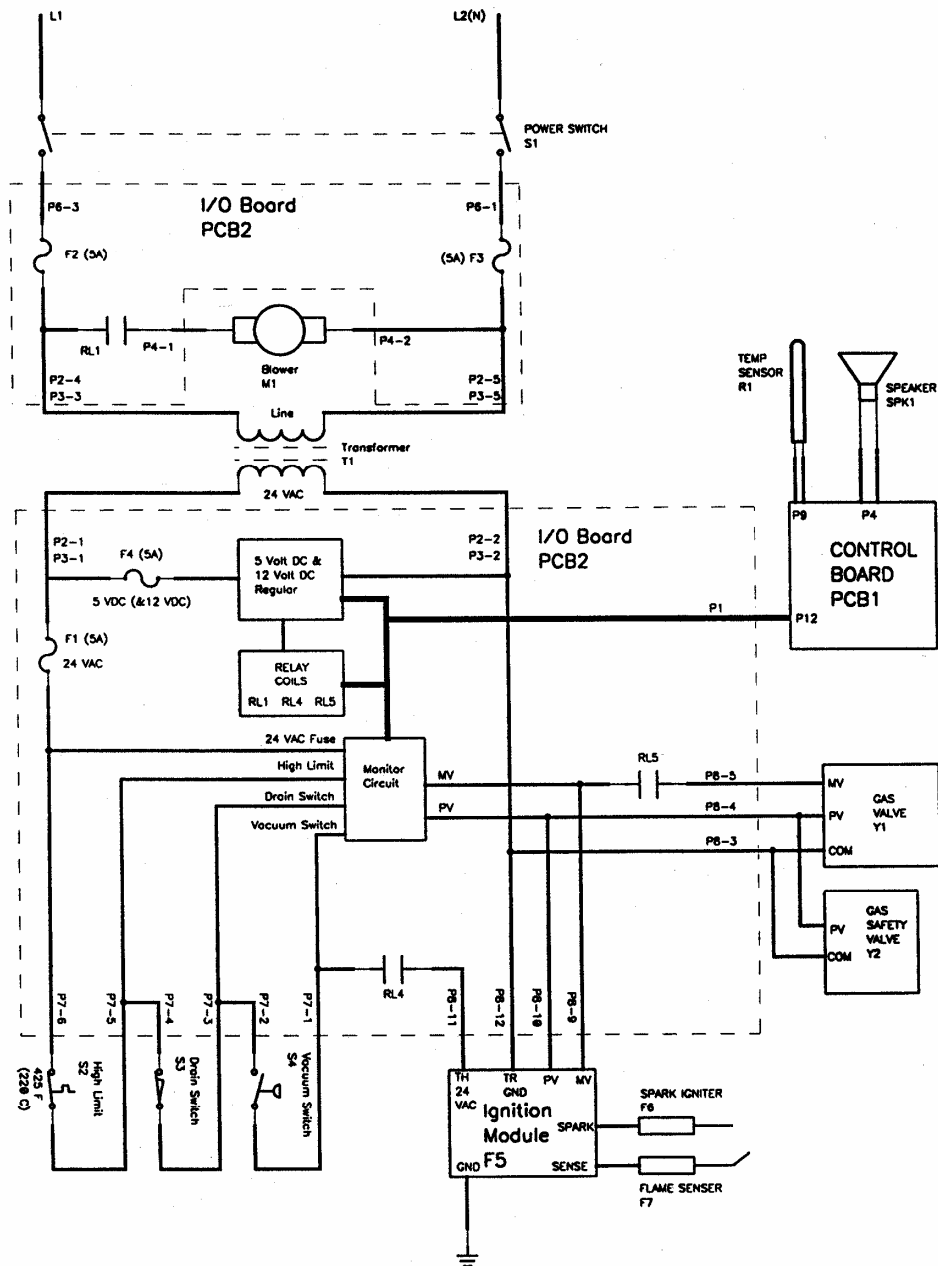 L1
L2(N)
POWER SWITCH
S1
P6-3
I/O Board
PCB2
P6-1
F2 (5A)
(5A) F3
RL1
P4-1
P4-2
Blower
M1
P2-4
P3-3
P2-5
P3-5
Line
Transformer
T1
24 VAC
TEMP
SENSOR
R1
SPEAKER
SPK1
P9
P4
CONTROL
BOARD
PCB1
P12
P2-1
P3-1
F4 (5A)
5 VDC (&12 VDC)
5 Volt DC &
12 Volt DC
Regular
P2-2
P3-2
I/O Board
PCB2
P1
F1 (5A)
24 VAC
RELAY
COILS
RL1 RL4 RL5
24 VAC Fuse
High Limit
Drain Switch
Vacuum Switch
Monitor
Circuit
MV
PV
RL5
P8-5
P8-4
P8-3
MV
PV
COM
GAS
VALVE
Y1
PV
COM
GAS
SAFETY
VALVE
Y2
RL4
P7-6
P7-5
P7-4
P7-3
P7-2
P7-1
P8-11
P8-12
P8-10
P8-9
High Limit
S2
425 F
(220 C)
Drain Switch
S3
Vacuum Switch
S4
TH
24
VAC
TR
GND
PV
MV
Ignition
Module
F5
SPARK
SENSE
GND
SPARK IGNITER
F6
FLAME SENSER
F7